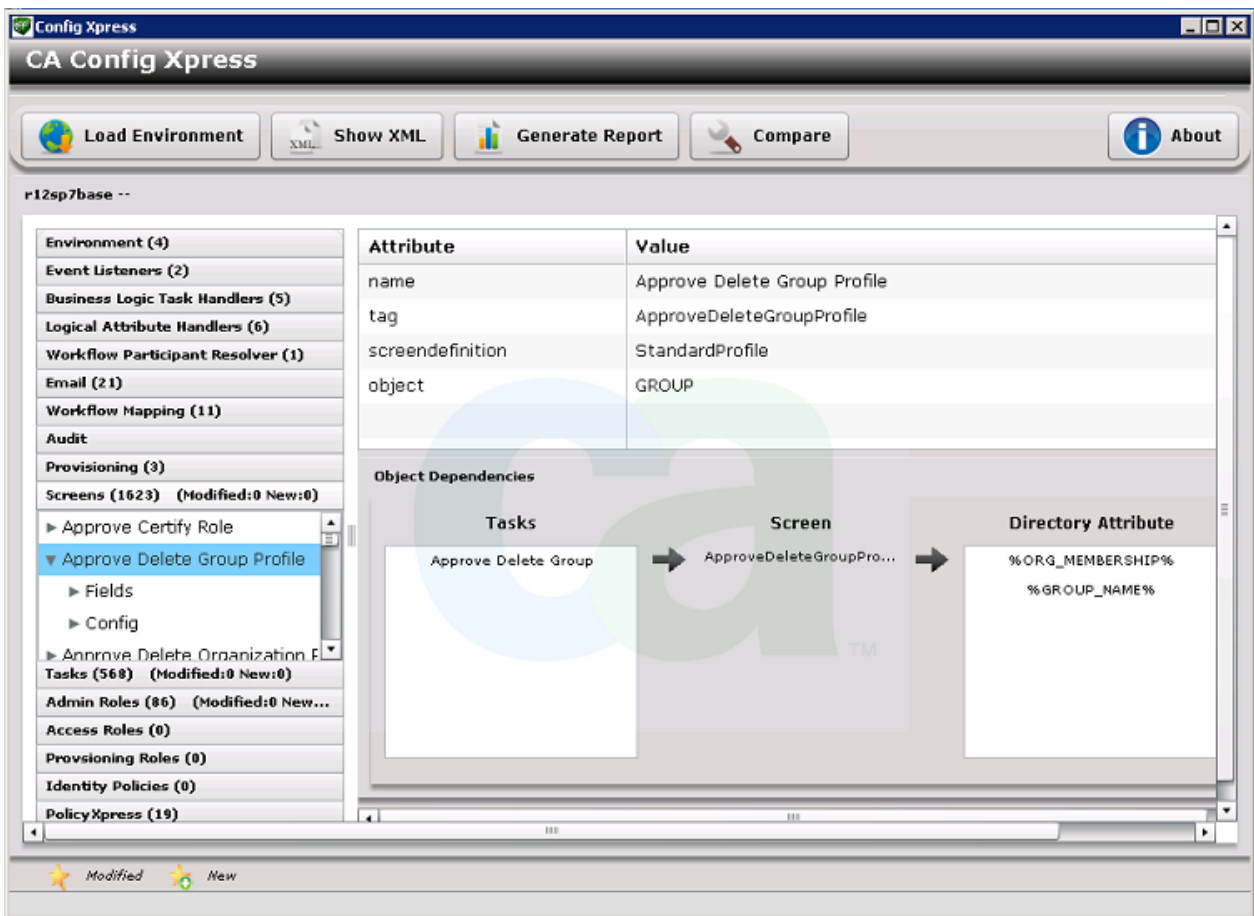 Config Xpress
CA Config Xpress
Load Environment
XML
Show XML
Generate Report
Compare
About
r12sp7base --
Environment (4)
Event Listeners (2)
Business Logic Task Handlers (5)
Logical Attribute Handlers (6)
Workflow Participant Resolver (1)
Email (21)
Workflow Mapping (11)
Audit
Provisioning (3)
Screens (1623) (Modified:0 New:0)
Approve Certify Role
Approve Delete Group Profile
Fields
Config
Approve Delete Organization
Tasks (568) (Modified:0 New:0)
Admin Roles (86) (Modified:0 New...
Access Roles (0)
Provsioning Roles (0)
Identity Policies (0)
PolicyXpress (19)
Attribute Value
name Approve Delete Group Profile
tag ApproveDeleteGroupProfile
screendefinition StandardProfile
object GROUP
ca
TM
Object Dependencies
Tasks Screen Directory Attribute
Approve Delete Group ApproveDeleteGroupPro... %ORG_MEMBERSHIP%
%GROUP_NAME%
Modified New